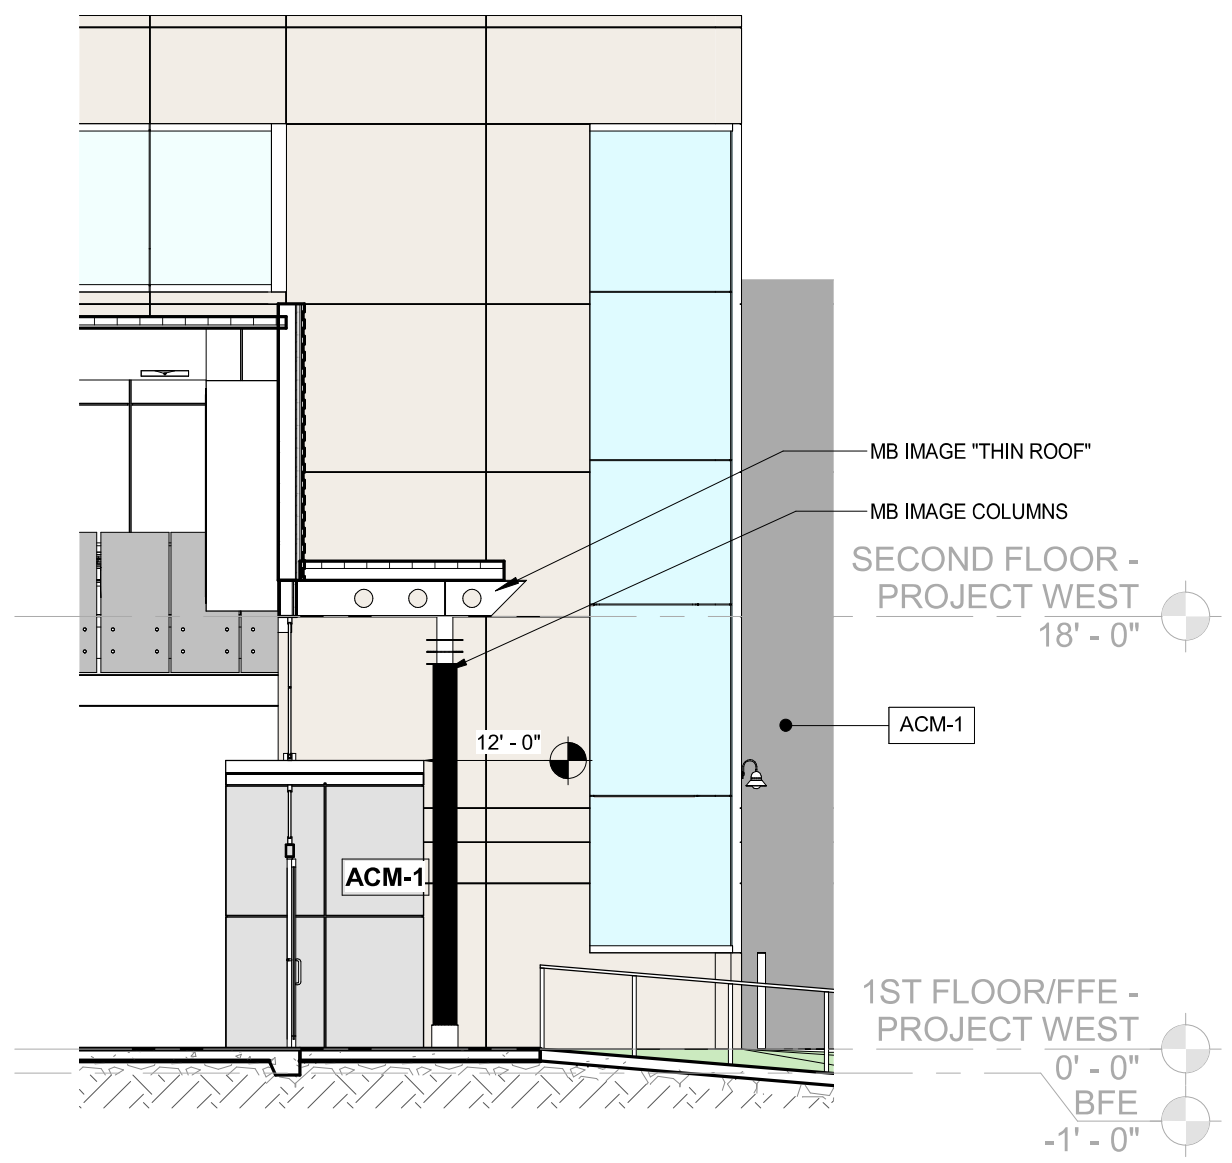 MB IMAGE "THIN ROOF"
MB IMAGE COLUMNS
SECOND FLOOR -
PROJECT WEST
18' - 0"
ACM-1
12' - 0"
ACM-1
1ST FLOOR/FFE -
PROJECT WEST
0' - 0"
BFE
-1' - 0"